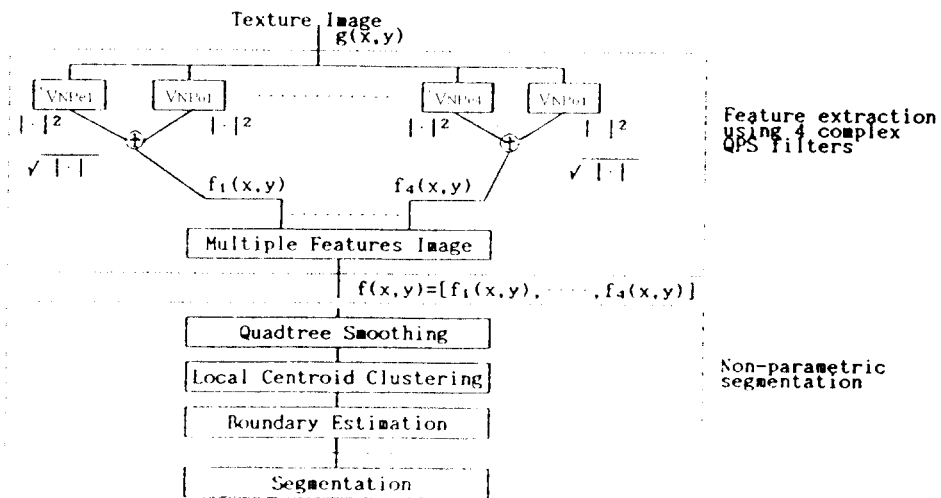 Texture Image
g(x,y)
VNPe1
VNPo1
VNPe4
VNPo4
|·|²
|·|²
|·|²
| |²
+
+
√|·|
√|·|
f₁(x,y)
f₄(x,y)
Feature extraction
using 4 complex
QPS filters
Multiple Features Image
f(x,y)=[f₁(x,y),····,f₄(x,y)]
Quadtree Smoothing
Local Centroid Clustering
Boundary Estimation
Segmentation
Non-parametric
segmentation